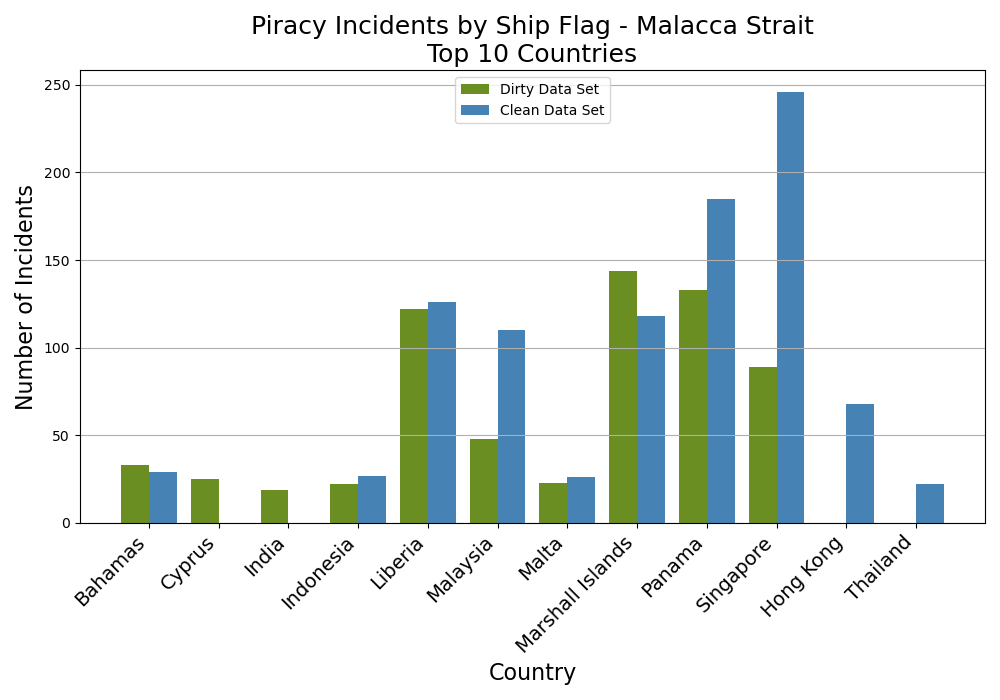 Piracy Incidents by Ship Flag - Malacca Strait
Top 10 Countries
Dirty Data Set
Clean Data Set
Number of Incidents
250
200
150
100
50
0
Bahamas
Cyprus
India
Indonesia
Liberia
Malaysia
Malta
Marshall Islands
Panama
Singapore
Hong Kong
Thailand
Country